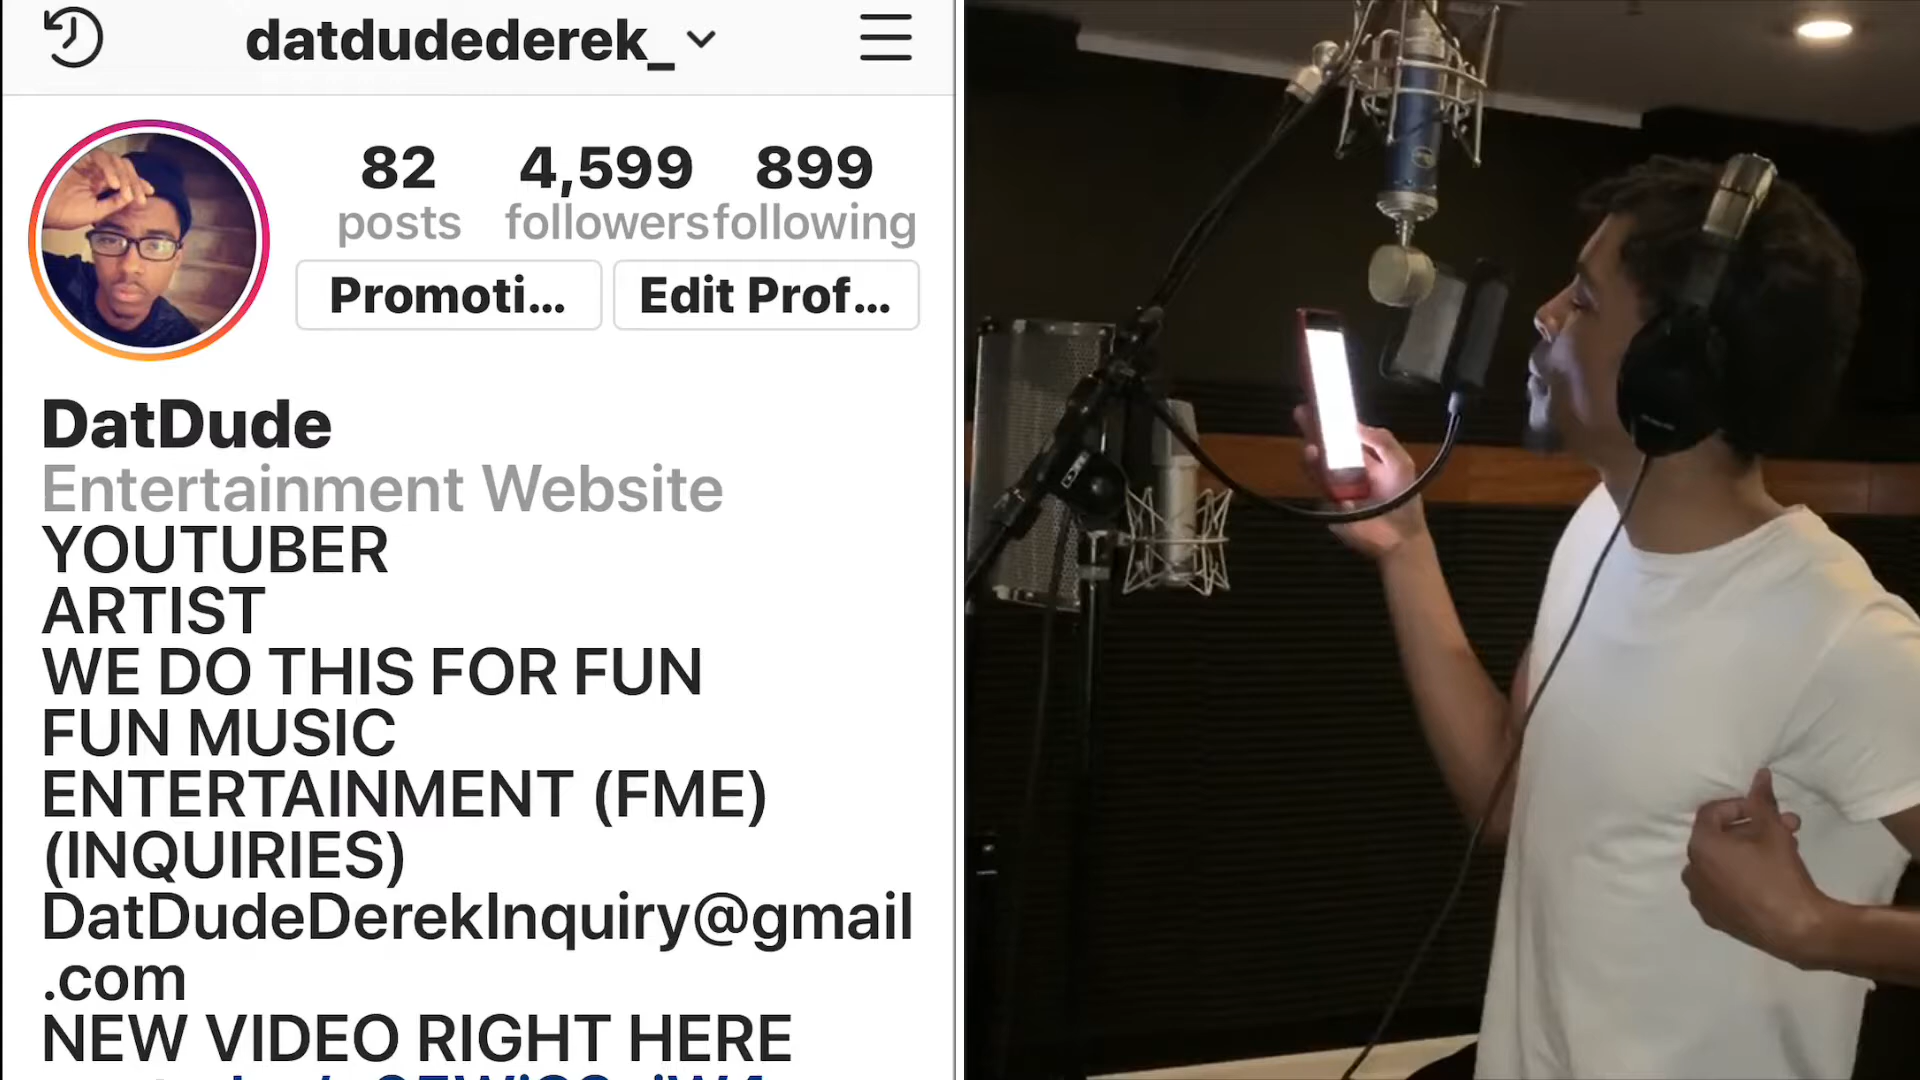 datdudederek_
82 4,599 899
posts followers following
Promoti... Edit Prof...
DatDude
Entertainment Website
YOUTUBER
ARTIST
WE DO THIS FOR FUN
FUN MUSIC
ENTERTAINMENT (FME)
(INQUIRIES)
DatDudeDerekInquiry@gmail
.com
NEW VIDEO RIGHT HERE